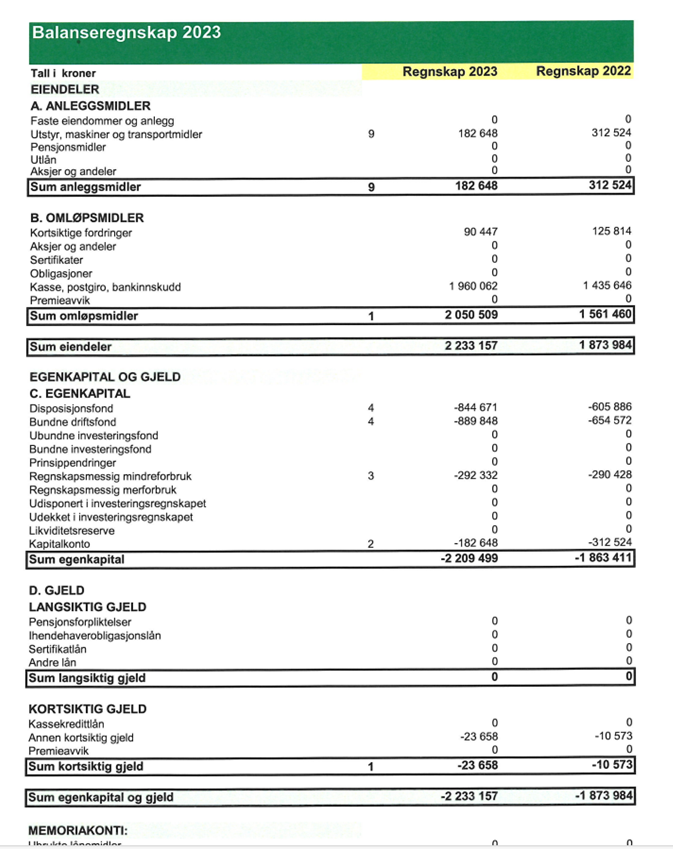 Balanseregnskap 2023
Tall i kroner Regnskap 2023 Regnskap 2022
EIENDELER
A. ANLEGGSMIDLER
Faste eiendommer og anlegg 0 0
Utstyr, maskiner og transportmidler 9 182 648 312 524
Pensjonsmidler 0 0
Utlån 0 0
Aksjer og andeler 0 0
Sum anleggsmidler 9 182 648 312 524
B. OMLØPSMIDLER
Kortsiktige fordringer 90 447 125 814
Aksjer og andeler 0 0
Sertifikater 0 0
Obligasjoner 0 0
Kasse, postgiro, bankinnskudd 1 960 062 1 435 646
Premieavvik 0 0
Sum omløpsmidler 1 2 050 509 1 561 460
Sum eiendeler 2 233 157 1 873 984
EGENKAPITAL OG GJELD
C. EGENKAPITAL
Disposisjonsfond 4 -844 671 -605 886
Bundne driftsfond 4 -889 848 -654 572
Ubundne investeringsfond 0 0
Bundne investeringsfond 0 0
Prinsippendringer 0 0
Regnskapsmessig mindreforbruk 3 -292 332 -290 428
Regnskapsmessig merforbruk 0 0
Udisponert i investeringsregnskapet 0 0
Udekket i investeringsregnskapet 0 0
Likviditetsreserve 0 0
Kapitalkonto 2 -182 648 -312 524
Sum egenkapital -2 209 499 -1 863 411
D. GJELD
LANGSIKTIG GJELD
Pensjonsforpliktelser 0 0
Ihendehaverobligasjonslån 0 0
Sertifikatlån 0 0
Andre lån 0 0
Sum langsiktig gjeld 0 0
KORTSIKTIG GJELD
Kassekredittlån 0 0
Annen kortsiktig gjeld -23 658 -10 573
Premieavvik 0 0
Sum kortsiktig gjeld 1 -23 658 -10 573
Sum egenkapital og gjeld -2 233 157 -1 873 984
MEMORIAKONTI: